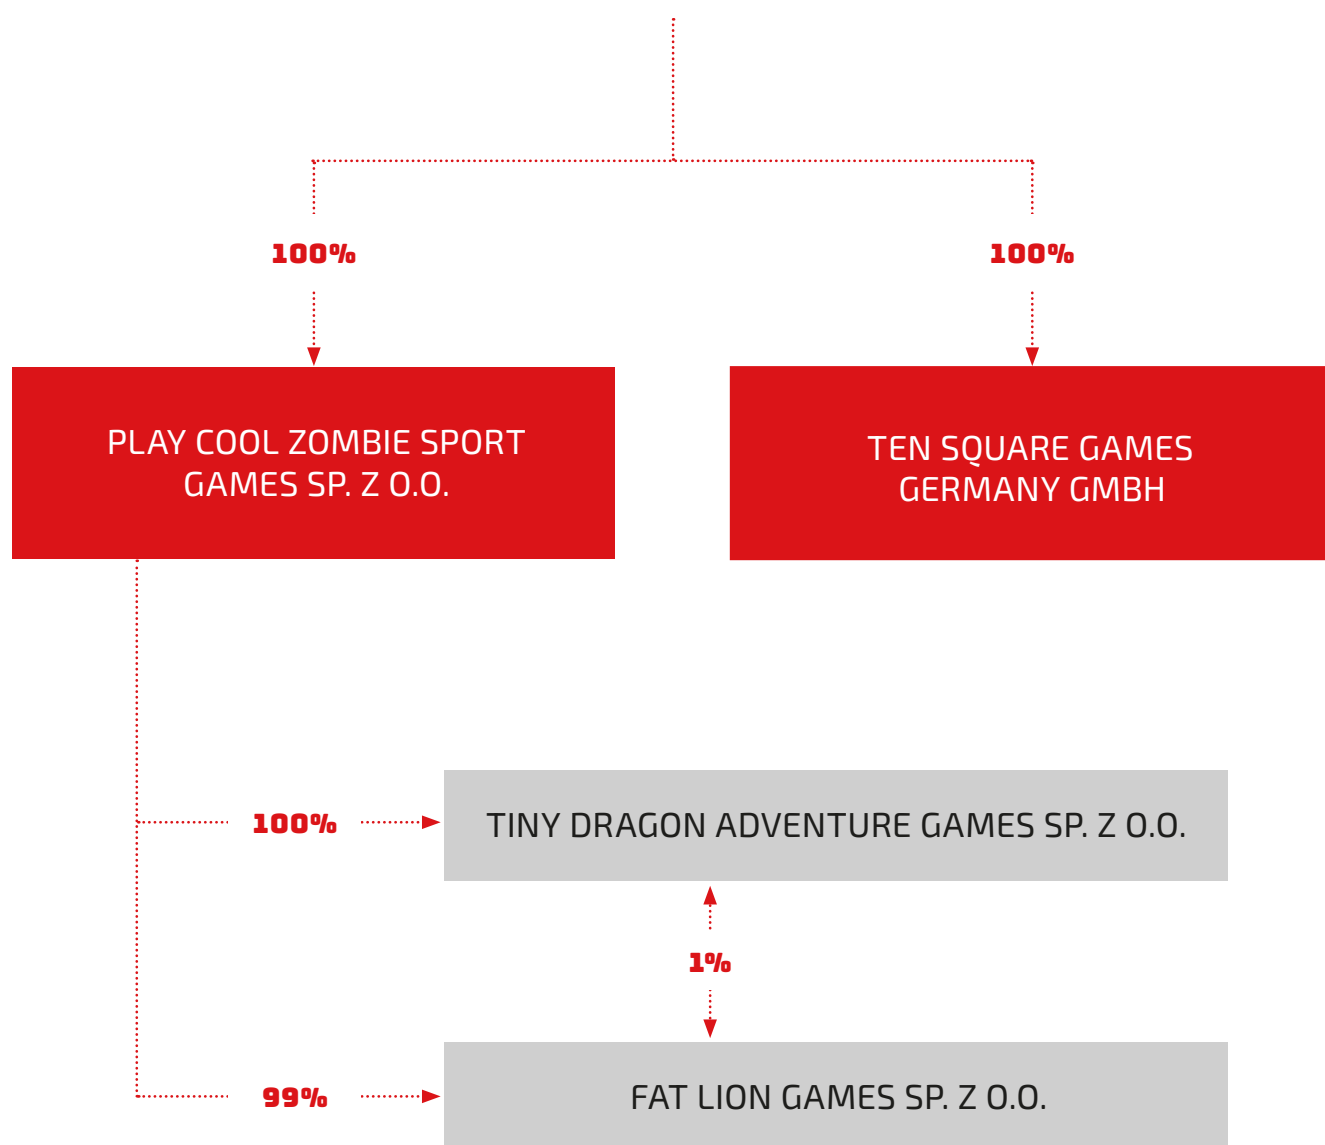 100%
100%
PLAY COOL ZOMBIE SPORT
GAMES SP. Z O.O.
TEN SQUARE GAMES
GERMANY GMBH
100%
TINY DRAGON ADVENTURE GAMES SP. Z O.O.
1%
99%
FAT LION GAMES SP. Z O.O.